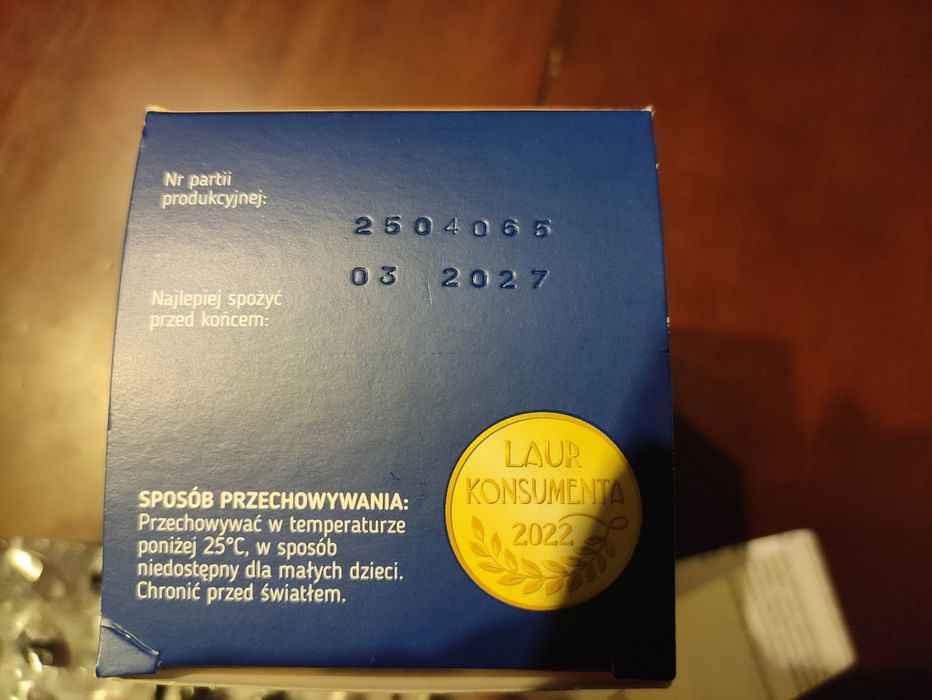 Nr partii
produkcyjnej:
2504065
03 2027
Najlepiej spożyć
przed końcem:
SPOSÓB PRZECHOWYWANIA:
Przechowywać w temperaturze
poniżej 25°C, w sposób
niedostępny dla małych dzieci.
Chronić przed światłem.
LAUR
KONSUMENTA
2022